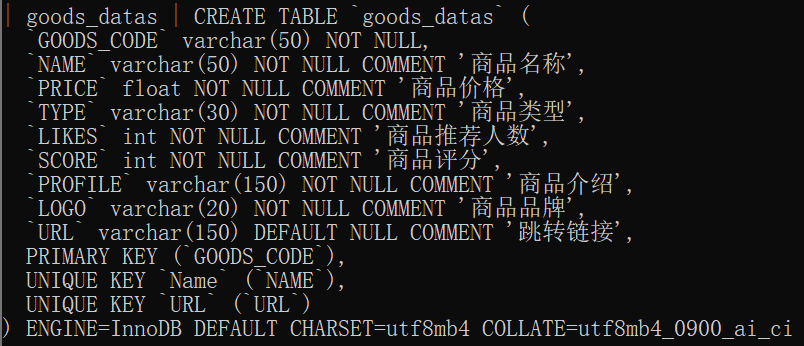 | goods_datas | CREATE TABLE `goods_datas` (
`GOODS_CODE` varchar(50) NOT NULL,
`NAME` varchar(50) NOT NULL COMMENT '商品名称',
`PRICE` float NOT NULL COMMENT '商品价格',
`TYPE` varchar(30) NOT NULL COMMENT '商品类型',
`LIKES` int NOT NULL COMMENT '商品推荐人数',
`SCORE` int NOT NULL COMMENT '商品评分',
`PROFILE` varchar(150) NOT NULL COMMENT '商品介绍',
`LOGO` varchar(20) NOT NULL COMMENT '商品品牌',
`URL` varchar(150) DEFAULT NULL COMMENT '跳转链接',
PRIMARY KEY (`GOODS_CODE`),
UNIQUE KEY `Name` (`NAME`),
UNIQUE KEY `URL` (`URL`)
) ENGINE=InnoDB DEFAULT CHARSET=utf8mb4 COLLATE=utf8mb4_0900_ai_ci